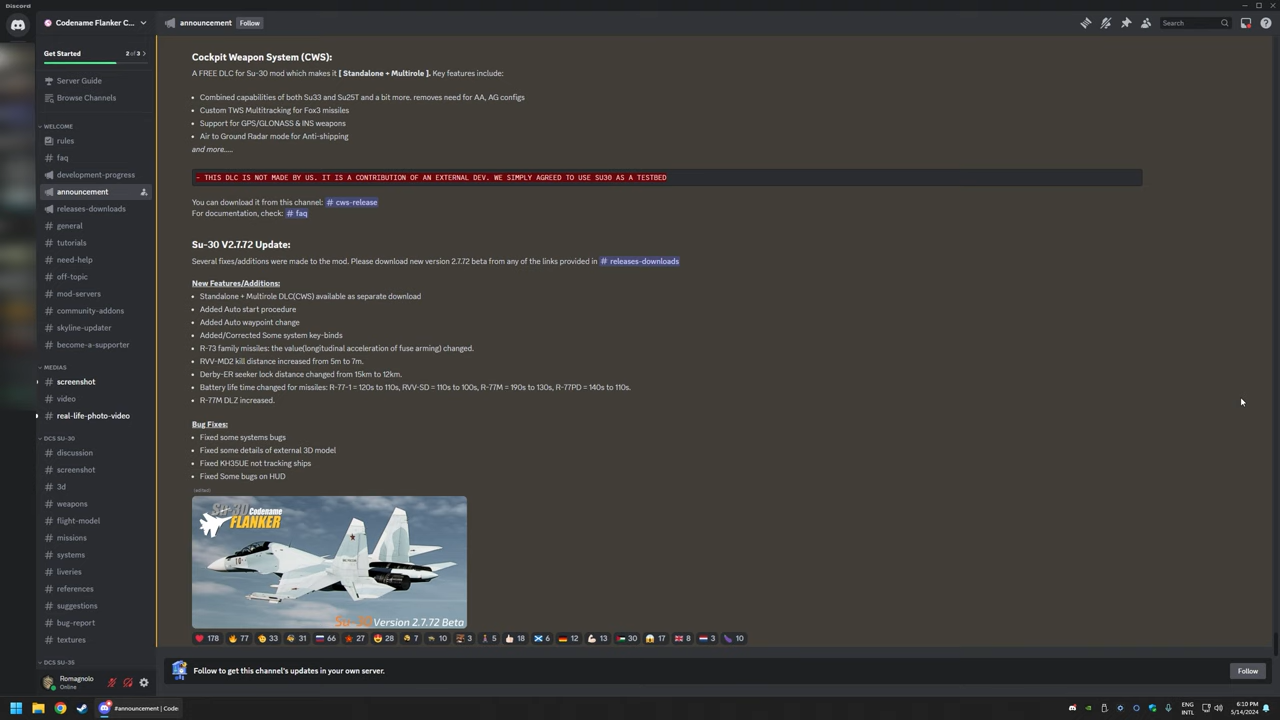 Discord
Codename Flanker C...
announcement
Follow
Search
Get Started
2 of 3
Server Guide
Browse Channels
WELCOME
rules
faq
development-progress
announcement
releases-downloads
general
tutorials
need-help
off-topic
mod-servers
community-addons
skyline-updater
become-a-supporter
MEDIAS
screenshot
video
real-life-photo-video
DCS SU-30
discussion
screenshot
3d
weapons
flight-model
missions
systems
liveries
references
suggestions
bug-report
textures
DCS SU-35
Romagnolo
Online
Cockpit Weapon System (CWS):
A FREE DLC for Su-30 mod which makes it [ Standalone + Multirole ]. Key features include:
• Combined capabilities of both Su33 and Su25T and a bit more. removes need for AA, AG configs
• Custom TWS Multitracking for Fox3 missiles
• Support for GPS/GLONASS & INS weapons
• Air to Ground Radar mode for Anti-shipping
and more.....
- THIS DLC IS NOT MADE BY US. IT IS A CONTRIBUTION OF AN EXTERNAL DEV. WE SIMPLY AGREED TO USE SU30 AS A TESTBED
You can download it from this channel: # cws-release
For documentation, check: # faq
Su-30 V2.7.72 Update:
Several fixes/additions were made to the mod. Please download new version 2.7.72 beta from any of the links provided in # releases-downloads
New Features/Additions:
• Standalone + Multirole DLC(CWS) available as separate download
• Added Auto start procedure
• Added Auto waypoint change
• Added/Corrected Some system key-binds
• R-73 family missiles: the value(longitudinal acceleration of fuse arming) changed.
• RVV-MD2 kill distance increased from 5m to 7m.
• Derby-ER seeker lock distance changed from 15km to 12km.
• Battery life time changed for missiles: R-77-1 = 120s to 110s, RVV-SD = 110s to 100s, R-77M = 190s to 130s, R-77PD = 140s to 110s.
• R-77M DLZ increased.
Bug Fixes:
• Fixed some systems bugs
• Fixed some details of external 3D model
• Fixed KH35UE not tracking ships
• Fixed Some bugs on HUD
(edited)
Su-30 Codename
FLANKER
Su-30 Version 2.7.72 Beta
178 77 33 31 66 27 28 7 10 3 5 18 6 12 13 30 17 8 3 10
Follow to get this channel's updates in your own server.
Follow
#announcement | Code
ENG
INTL
6:10 PM
5/14/2024